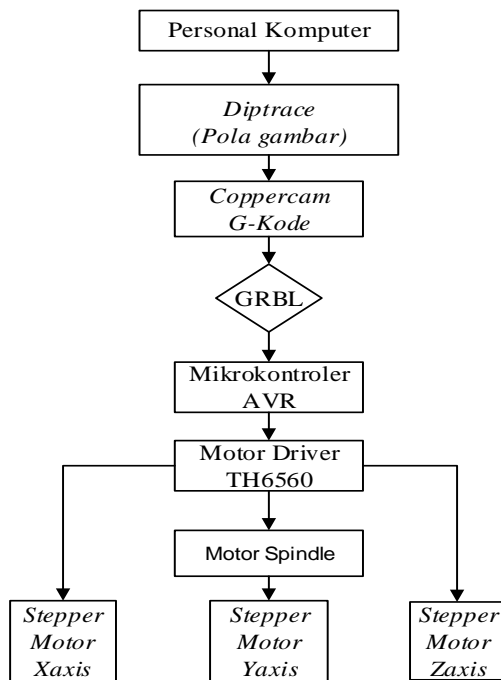 Personal Komputer
Diptrace
(Pola gambar)
Coppercam
G-Kode
GRBL
Mikrokontroler
AVR
Motor Driver
TH6560
Motor Spindle
Stepper
Motor
Xaxis
Stepper
Motor
Yaxis
Stepper
Motor
Zaxis